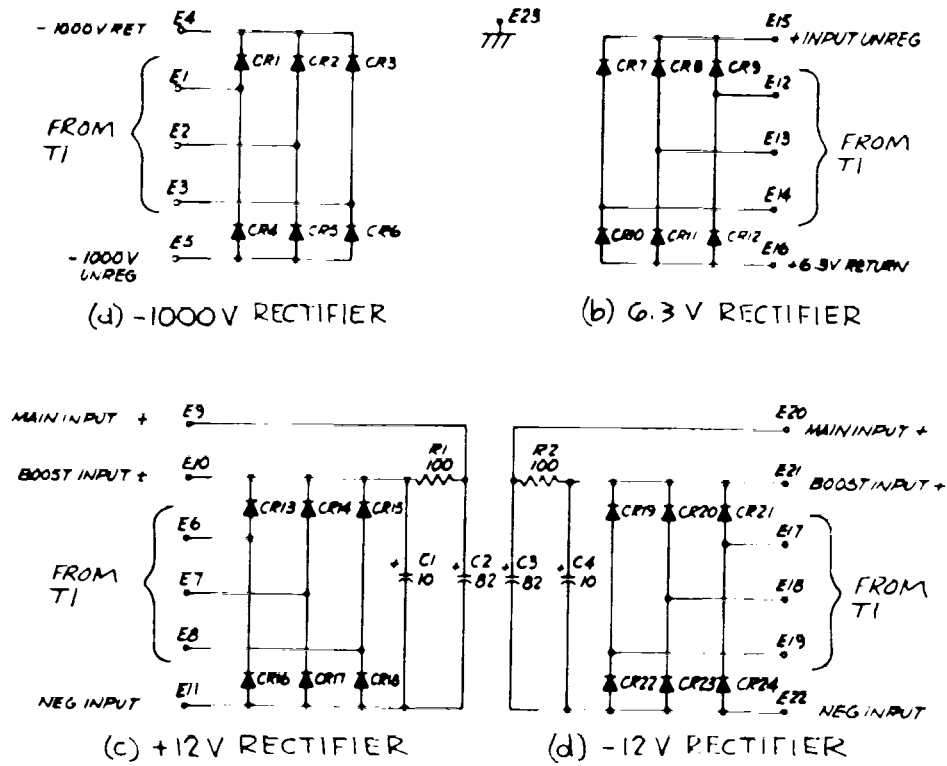 E4
-1000V RET
CR1 CR2 CR3
E1
FROM
T1
E2
E3
CR4 CR5 CR6
E5
-1000V
UNREG
(a) -1000V RECTIFIER
E23
E15
+INPUT UNREG
CR7 CR8 CR9
E12
E13
FROM
T1
E14
CR10 CR11 CR12
E16
+6.3V RETURN
(b) 6.3V RECTIFIER
MAIN INPUT +
E9
R1
100
BOOST INPUT +
E10
CR13 CR14 CR15
E6
FROM
T1
E7
E8
+ C1
10
+ C2
82
CR16 CR17 CR18
NEG INPUT
E11
(c) +12V RECTIFIER
E20
MAIN INPUT +
R2
100
E21
BOOST INPUT +
CR19 CR20 CR21
E17
+ C3
82
+ C4
10
E18
FROM
T1
E19
CR22 CR23 CR24
E22
NEG INPUT
(d) -12V RECTIFIER